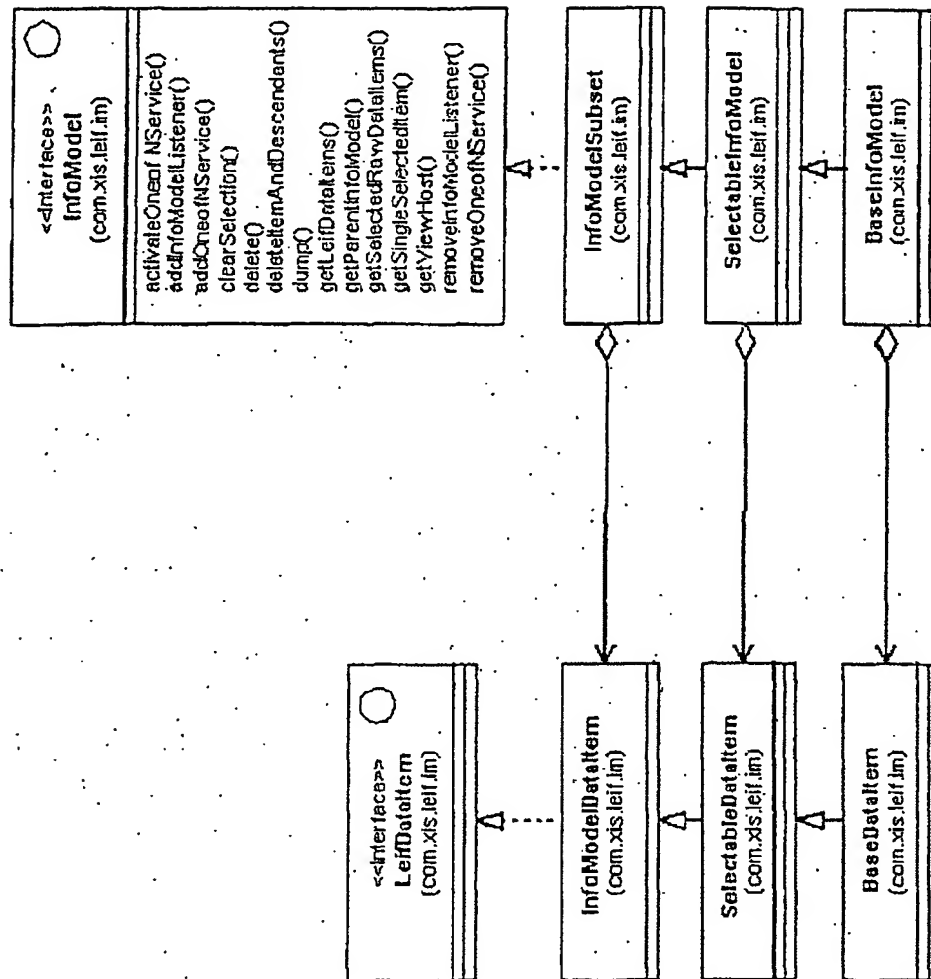 <<Interface>>
InfoModel
(com.xis.leif.im)
activateOneofNService()
addInfoModelListener()
addOneofNService()
clearSelection()
delete()
deleteItemAndDescendants()
dump()
getLeifDataItems()
getParentInfoModel()
getSelectedRawDataItems()
getSingleSelectedItem()
getViewHost()
removeInfoModelListener()
removeOneofNService()
InfoModelSubset
(com.xis.leif.im)
SelectableInfoModel
(com.xis.leif.im)
BaseInfoModel
(com.xis.leif.im)
<<Interface>>
LeifDataItem
(com.xis.leif.im)
InfoModelDataItem
(com.xis.leif.im)
SelectableDataItem
(com.xis.leif.im)
BaseDataItem
(com.xis.leif.im)